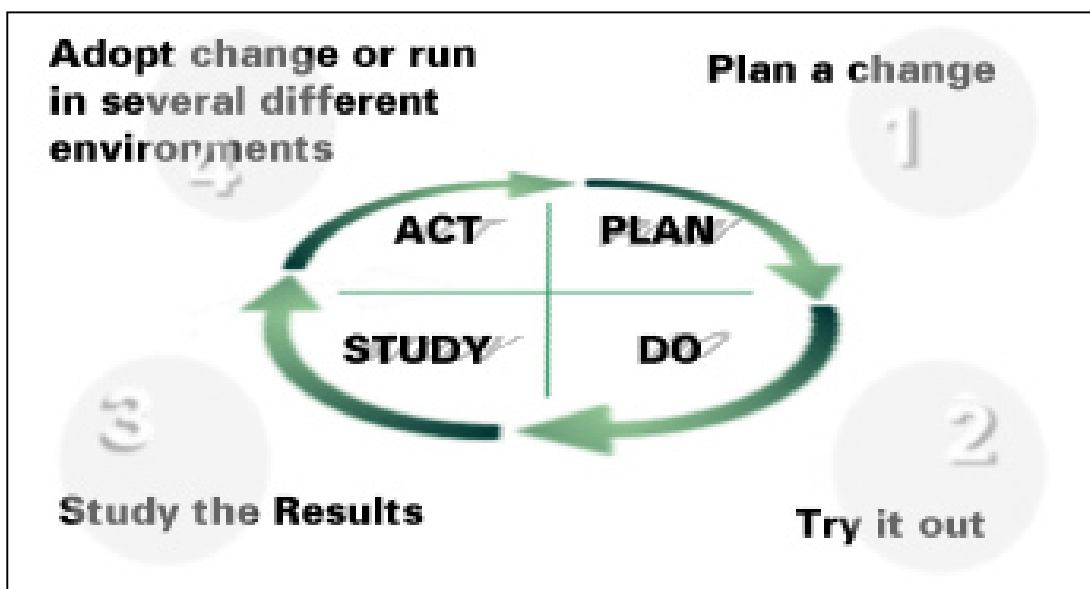 Adopt change or run
in several different
environments
4
Plan a change
1
ACT
PLAN
STUDY
DO
3
Study the Results
2
Try it out